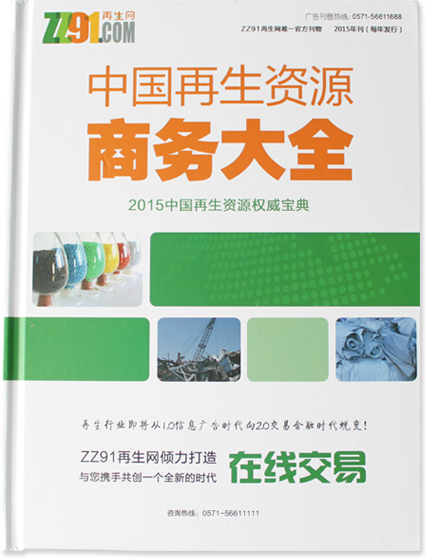 ZZ91再生网
.COM
广告刊登热线: 0571-56611688
ZZ91再生网唯一官方刊物 2015年刊（每年发行）
中国再生资源
商务大全
2015中国再生资源权威宝典
再生行业即将从1.0信息广告时代向2.0交易金融时代蜕变!
ZZ91再生网倾力打造
与您携手共创一个全新的时代
在线交易
咨询热线: 0571-56611111